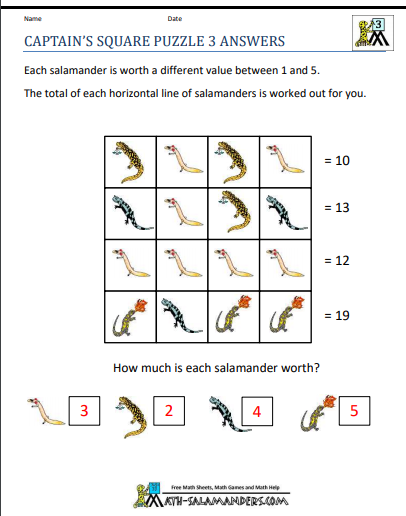 Name Date
3
CAPTAIN'S SQUARE PUZZLE 3 ANSWERS
Each salamander is worth a different value between 1 and 5.
The total of each horizontal line of salamanders is worked out for you.
= 10
= 13
= 12
= 19
How much is each salamander worth?
3 2 4 5
Free Math Sheets, Math Games and Math Help
MATH-SALAMANDERS.COM